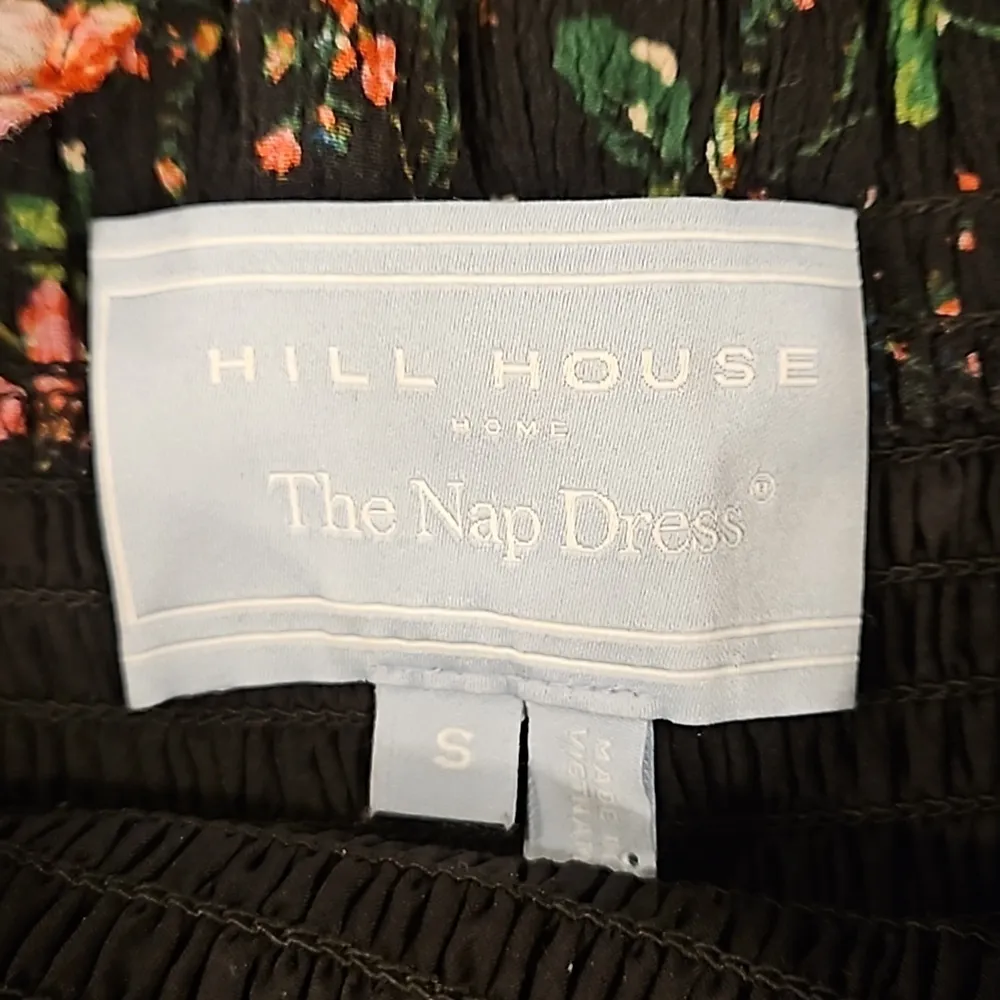 HILL HOUSE
HOME
The Nap Dress®
S
MADE IN
VIETNAM